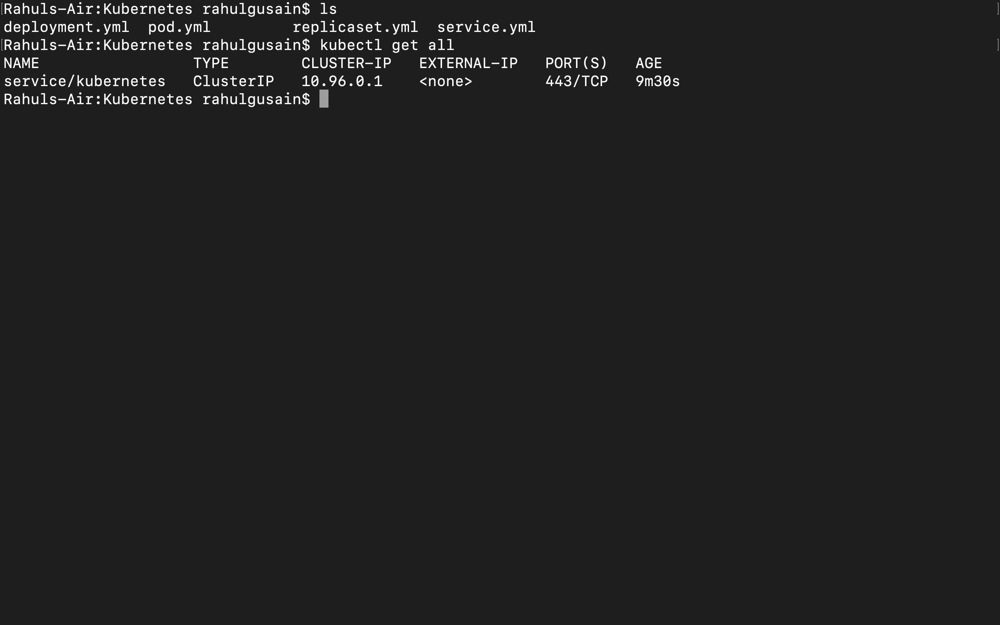 [Rahuls-Air:Kubernetes rahulgusain$ ls ]
deployment.yml pod.yml replicaset.yml service.yml
[Rahuls-Air:Kubernetes rahulgusain$ kubectl get all ]
NAME TYPE CLUSTER-IP EXTERNAL-IP PORT(S) AGE
service/kubernetes ClusterIP 10.96.0.1 <none> 443/TCP 9m30s
Rahuls-Air:Kubernetes rahulgusain$